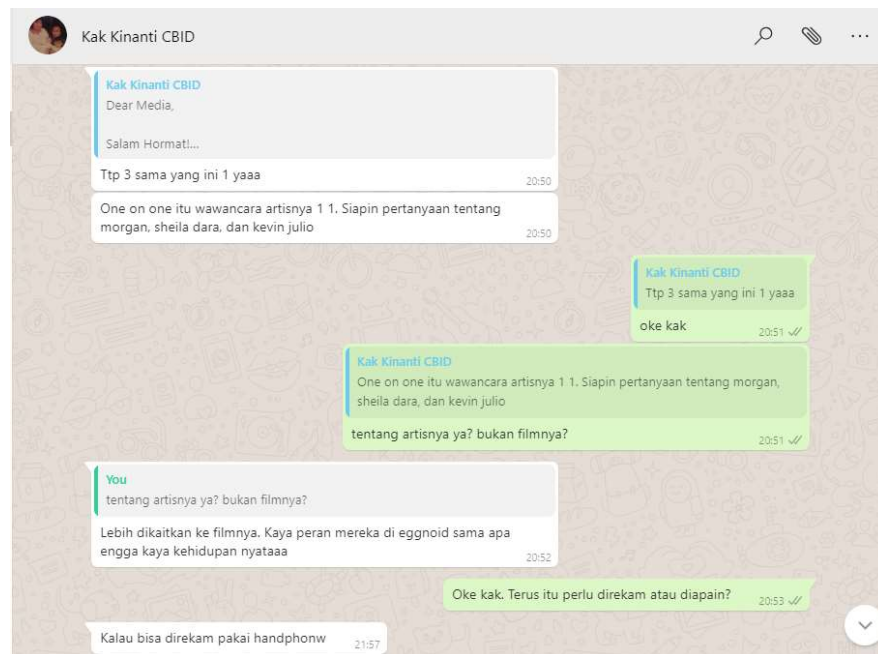 Kak Kinanti CBID
Kak Kinanti CBID
Dear Media,
Salam Hormat!...
Ttp 3 sama yang ini 1 yaaa
20:50
One on one itu wawancara artisnya 1 1. Siapin pertanyaan tentang
morgan, sheila dara, dan kevin julio
20:50
Kak Kinanti CBID
Ttp 3 sama yang ini 1 yaaa
oke kak
20:51
Kak Kinanti CBID
One on one itu wawancara artisnya 1 1. Siapin pertanyaan tentang morgan,
sheila dara, dan kevin julio
tentang artisnya ya? bukan filmnya?
20:51
You
tentang artisnya ya? bukan filmnya?
Lebih dikaitkan ke filmnya. Kaya peran mereka di eggnoid sama apa
engga kaya kehidupan nyataaa
20:52
Oke kak. Terus itu perlu direkam atau diapain?
20:53
Kalau bisa direkam pakai handphonw
21:57